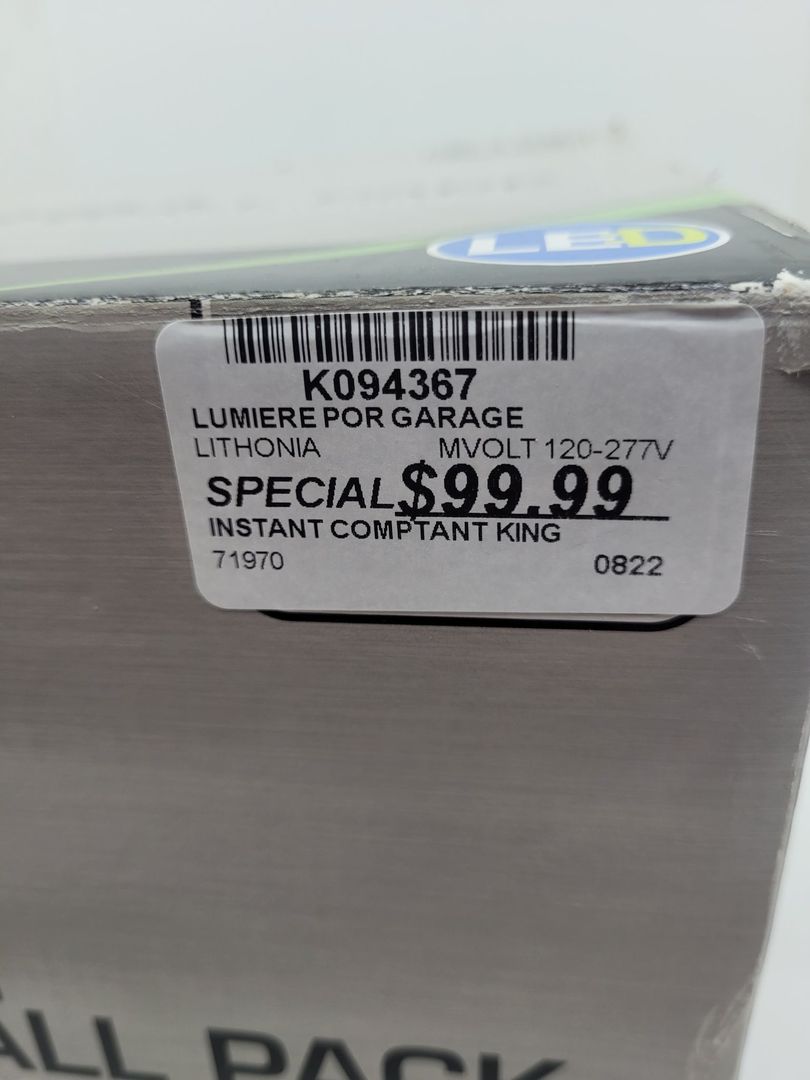 LED
K094367
LUMIERE POR GARAGE
LITHONIA MVOLT 120-277V
SPECIAL $99.99
INSTANT COMPTANT KING
71970 0822
ALL PACK